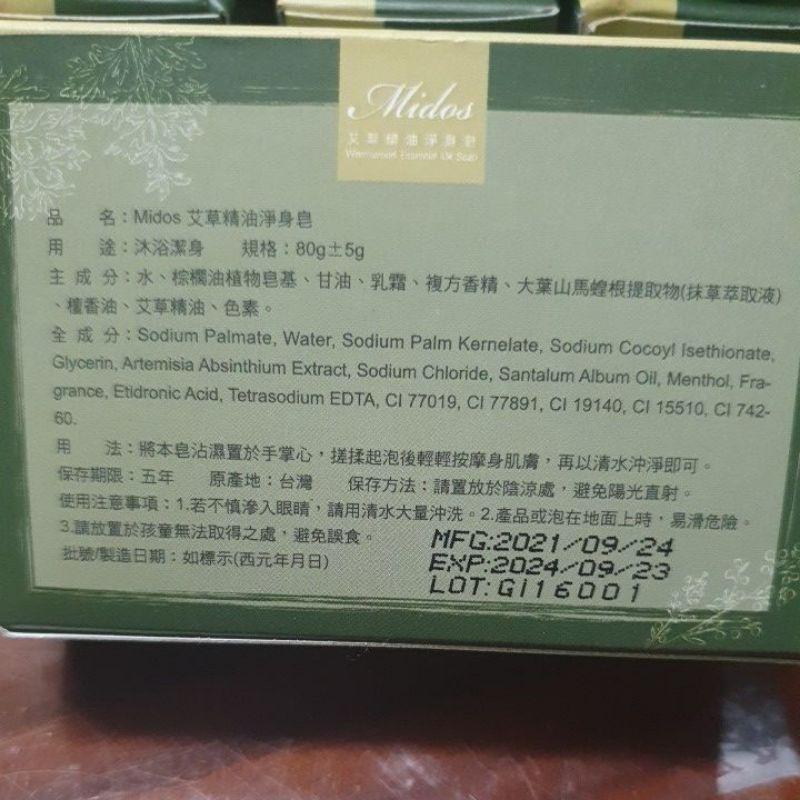 Midos
艾草精油淨身皂
Wormwood Essential Oil Soap
品 名：Midos 艾草精油淨身皂
用 途：沐浴潔身 規格：80g±5g
主 成 分：水、棕櫚油植物皂基、甘油、乳霜、複方香精、大葉山馬蝗根提取物(抹草萃取液)
、檀香油、艾草精油、色素。
全 成 分：Sodium Palmate, Water, Sodium Palm Kernelate, Sodium Cocoyl Isethionate,
Glycerin, Artemisia Absinthium Extract, Sodium Chloride, Santalum Album Oil, Menthol, Fra-
grance, Etidronic Acid, Tetrasodium EDTA, CI 77019, CI 77891, CI 19140, CI 15510, CI 742-
60.
用 法：將本皂沾濕置於手掌心，搓揉起泡後輕輕按摩身肌膚，再以清水沖淨即可。
保存期限：五年 原產地：台灣 保存方法：請置放於陰涼處，避免陽光直射。
使用注意事項：1.若不慎滲入眼睛，請用清水大量沖洗。2.產品或泡在地面上時，易滑危險。
3.請放置於孩童無法取得之處，避免誤食。
批號/製造日期：如標示(西元年月日)
MFG:2021/09/24
EXP:2024/09/23
LOT:GI16001